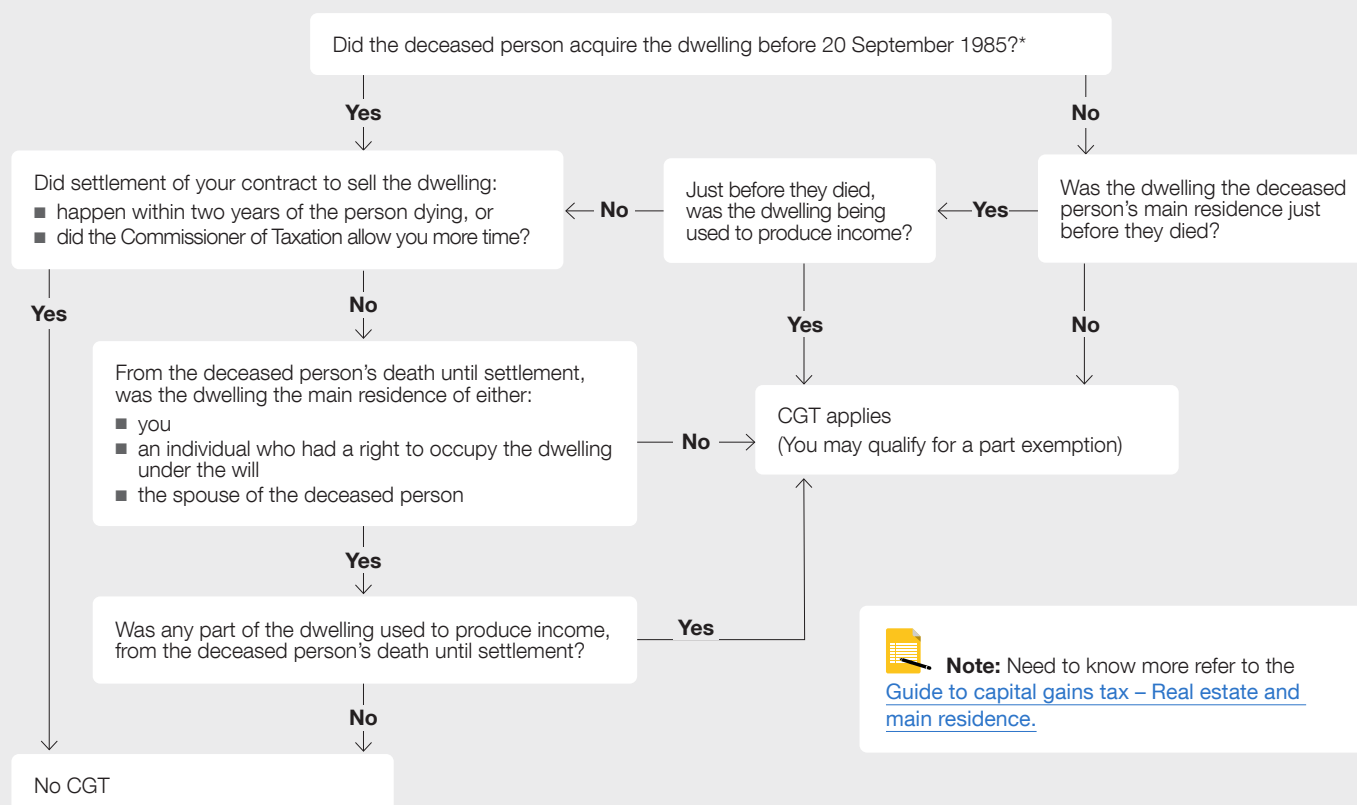 Did the deceased person acquire the dwelling before 20 September 1985?*
Yes
No
Did settlement of your contract to sell the dwelling:
■ happen within two years of the person dying, or
■ did the Commissioner of Taxation allow you more time?
No
Just before they died,
was the dwelling being
used to produce income?
Yes
Was the dwelling the deceased
person's main residence just
before they died?
Yes
No
Yes
No
From the deceased person's death until settlement,
was the dwelling the main residence of either:
■ you
■ an individual who had a right to occupy the dwelling
under the will
■ the spouse of the deceased person
No
CGT applies
(You may qualify for a part exemption)
Yes
Was any part of the dwelling used to produce income,
from the deceased person's death until settlement?
Yes
Note: Need to know more refer to the
Guide to capital gains tax – Real estate and
main residence.
No
No CGT